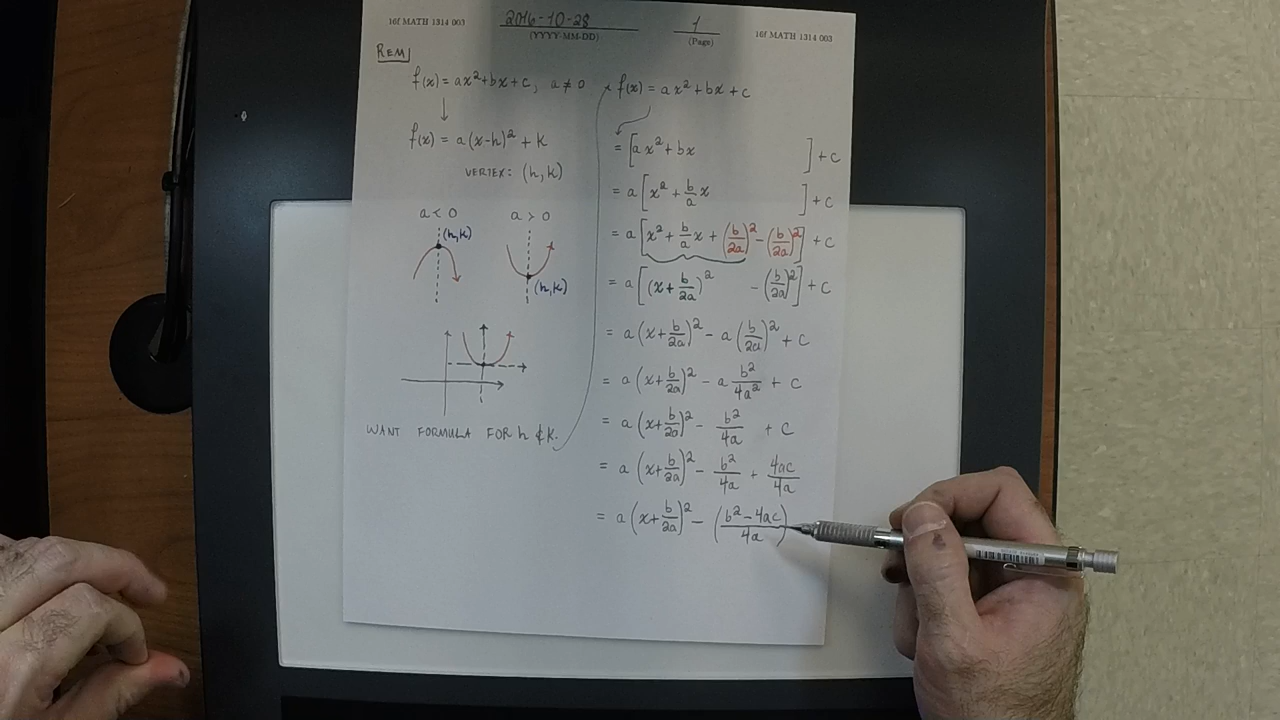 16f MATH 1314 003 2016-10-28 1 16f MATH 1314 003
(YYYY-MM-DD) (Page)
REM
f(x) = ax²+bx+c, a ≠ 0
↓
f(x) = a(x-h)² + k
VERTEX: (h,k)
a < 0 a > 0
(h,k)
(h,k)
WANT FORMULA FOR h & k.
f(x) = ax² + bx + c
= [ax² + bx ] + c
= a [x² + b/a x ] + c
= a [x² + b/a x + (b/2a)² - (b/2a)²] + c
= a [(x + b/2a)² - (b/2a)²] + c
= a (x + b/2a)² - a (b/2a)² + c
= a (x + b/2a)² - a b²/4a² + c
= a (x + b/2a)² - b²/4a + c
= a (x + b/2a)² - b²/4a + 4ac/4a
= a (x + b/2a)² - (b² - 4ac/4a)